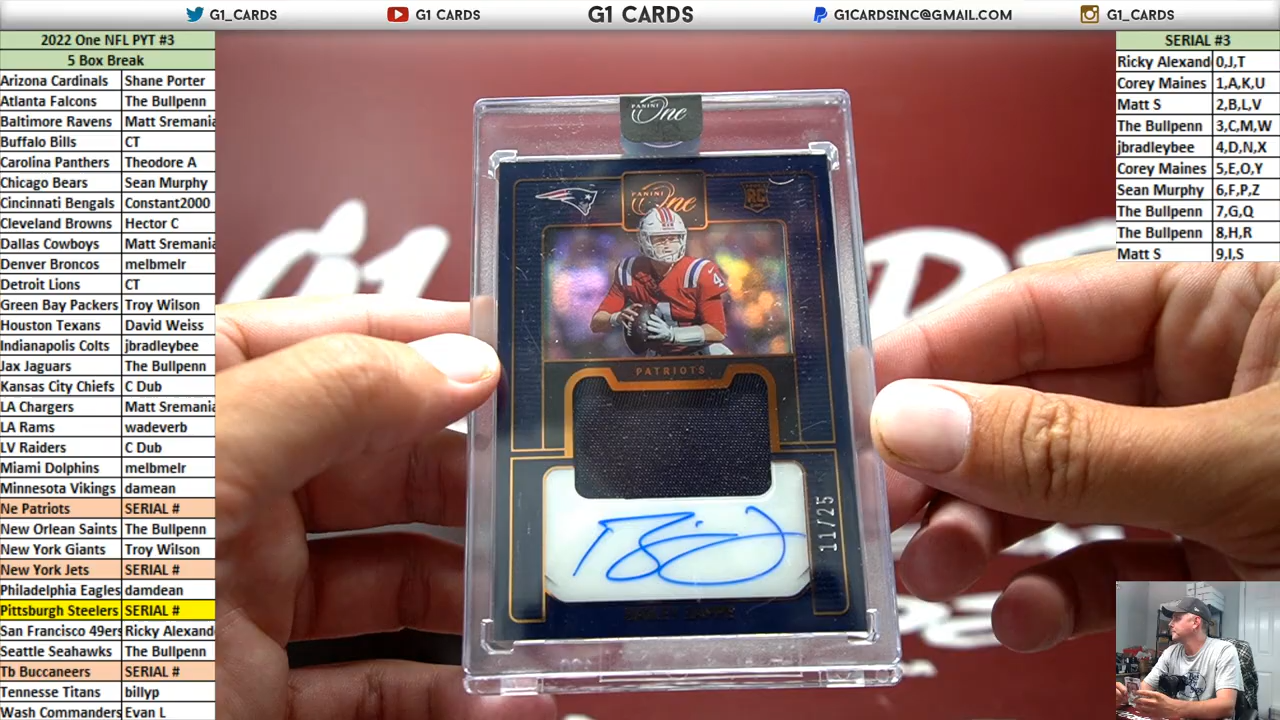 G1_CARDS
G1 CARDS
G1 CARDS
G1CARDSINC@GMAIL.COM
G1_CARDS
2022 One NFL PYT #3
5 Box Break
Arizona Cardinals Shane Porter
Atlanta Falcons The Bullpenn
Baltimore Ravens Matt Sremania
Buffalo Bills CT
Carolina Panthers Theodore A
Chicago Bears Sean Murphy
Cincinnati Bengals Constant2000
Cleveland Browns Hector C
Dallas Cowboys Matt Sremania
Denver Broncos melbmelr
Detroit Lions CT
Green Bay Packers Troy Wilson
Houston Texans David Weiss
Indianapolis Colts jbradleybee
Jax Jaguars The Bullpenn
Kansas City Chiefs C Dub
LA Chargers Matt Sremania
LA Rams wadeverb
LV Raiders C Dub
Miami Dolphins melbmelr
Minnesota Vikings damean
Ne Patriots SERIAL #
New Orlean Saints The Bullpenn
New York Giants Troy Wilson
New York Jets SERIAL #
Philadelphia Eagles damdean
Pittsburgh Steelers SERIAL #
San Francisco 49ers Ricky Alexand
Seattle Seahawks The Bullpenn
Tb Buccaneers SERIAL #
Tennesse Titans billyp
Wash Commanders Evan L
PANINI
One
PANINI
One
RC
4
PATRIOTS
11/25
G1
SERIAL #3
Ricky Alexand 0,J,T
Corey Maines 1,A,K,U
Matt S 2,B,L,V
The Bullpenn 3,C,M,W
jbradleybee 4,D,N,X
Corey Maines 5,E,O,Y
Sean Murphy 6,F,P,Z
The Bullpenn 7,G,Q
The Bullpenn 8,H,R
Matt S 9,I,S